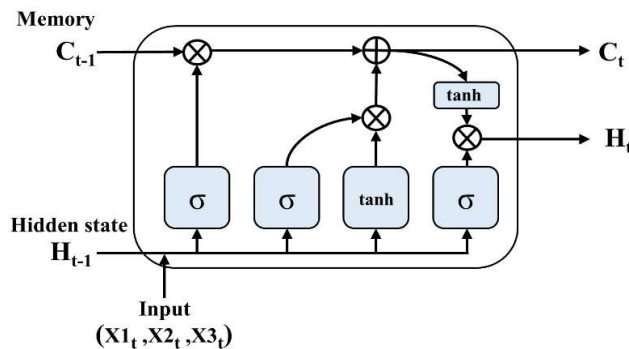 Memory
C_{t-1}
C_t
tanh
H_t
σ σ tanh σ
Hidden state
H_{t-1}
Input
(X1_t ,X2_t ,X3_t)